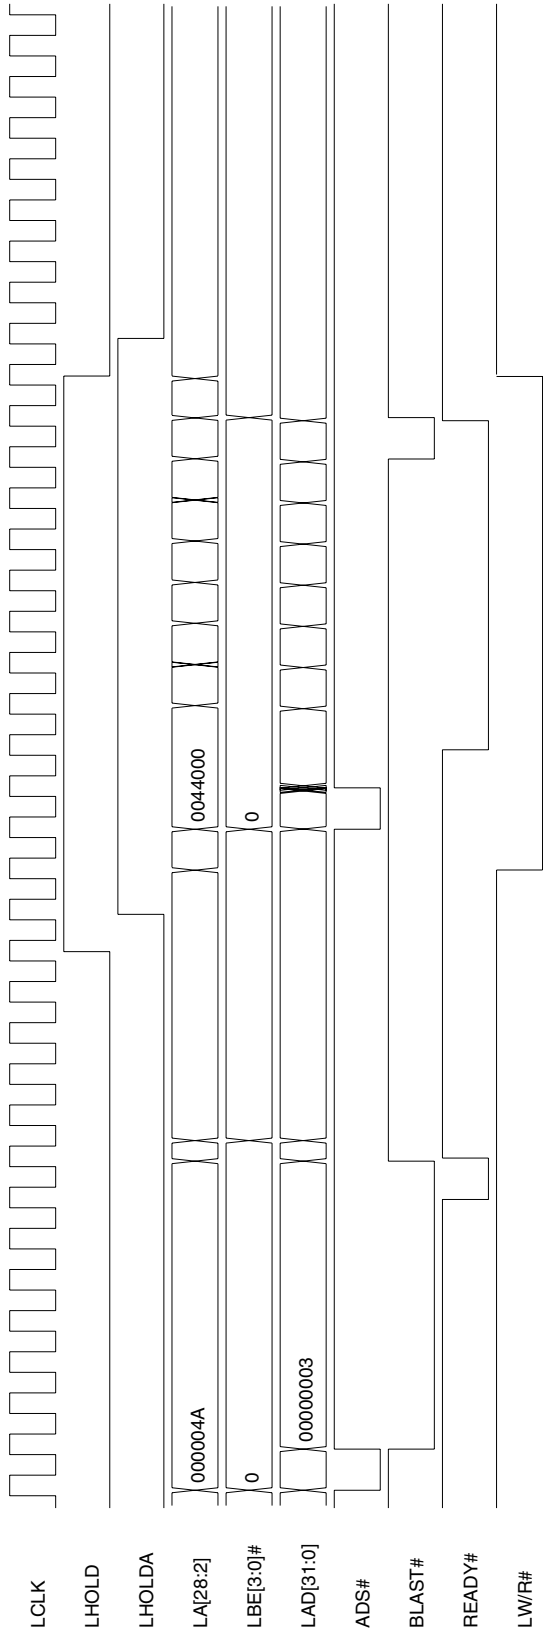 LCLK
LHOLD
LHOLDA
LA[28:2]
000004A
0044000
LBE[3:0]#
0
0
LAD[31:0]
00000003
ADS#
BLAST#
READY#
LW/R#